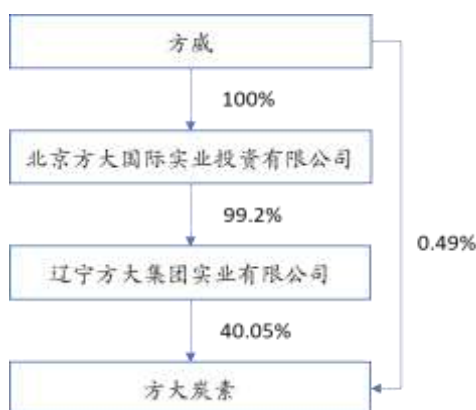 方威
100%
北京方大国际实业投资有限公司
99.2%
0.49%
辽宁方大集团实业有限公司
40.05%
方大炭素